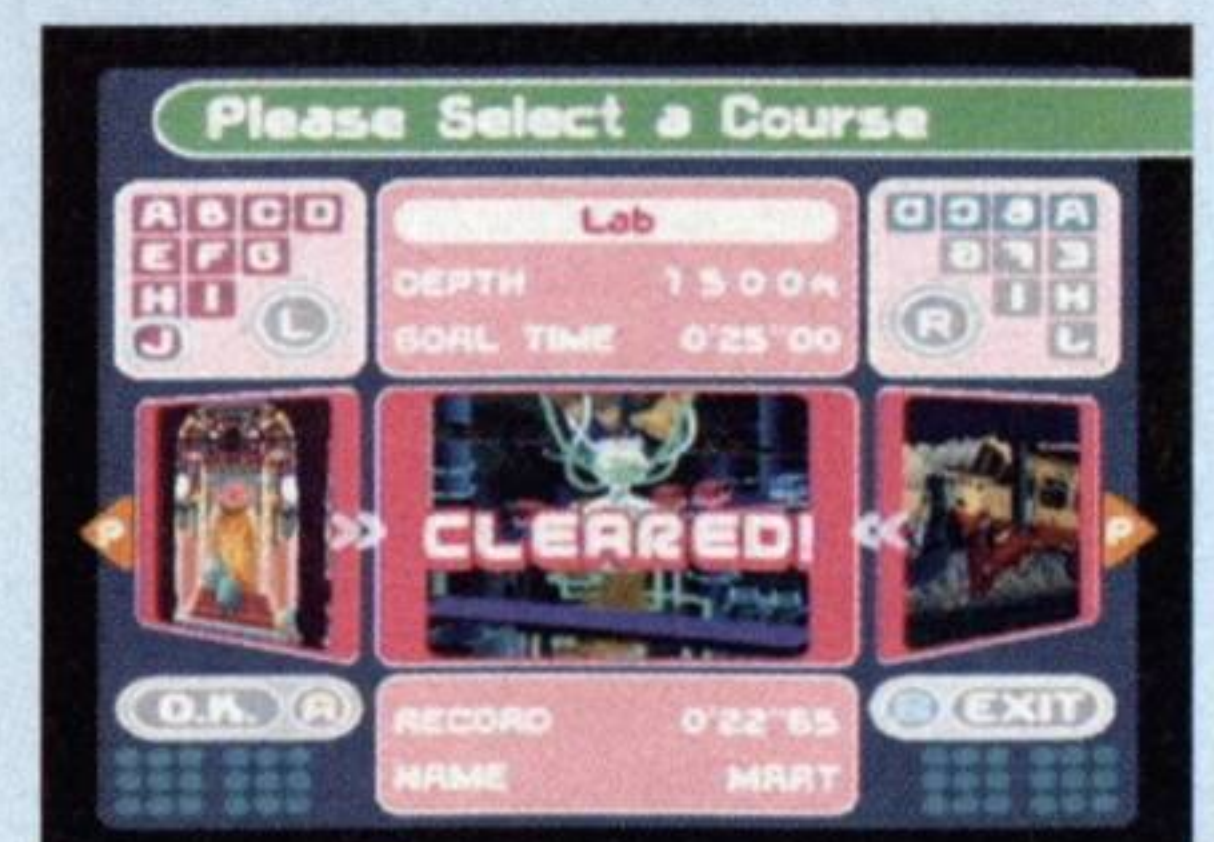 Please Select a Course
A B C D
E F G
H I
J
L
Lab
DEPTH 1500m
GOAL TIME 0'25"00
A B C D
E F G
H I
J
R
P
CLEARED!
P
O.K. A
RECORD 0'22"65
NAME MART
EXIT